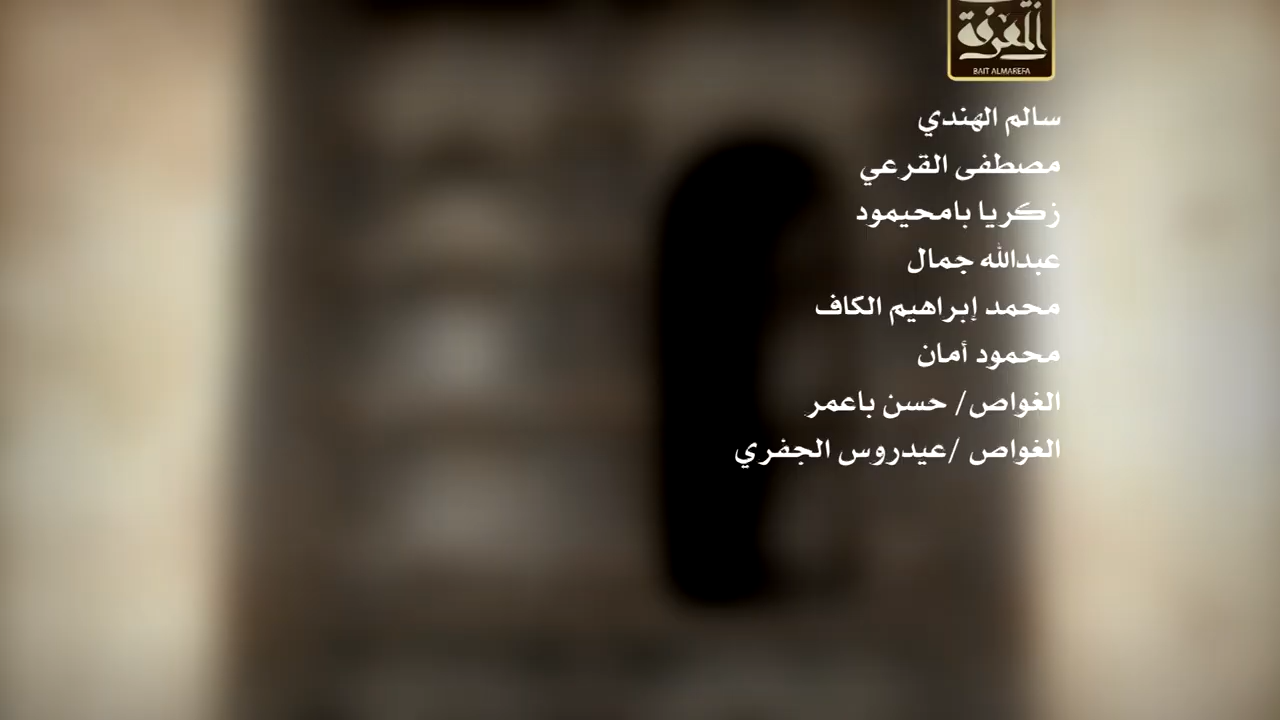 المعرفة
BAIT ALMAREFA
سالم الهندي
مصطفى القرعي
زكريا بامحيمود
عبدالله جمال
محمد إبراهيم الكاف
محمود أمان
الغواص/ حسن باعمر
الغواص /عيدروس الجفري